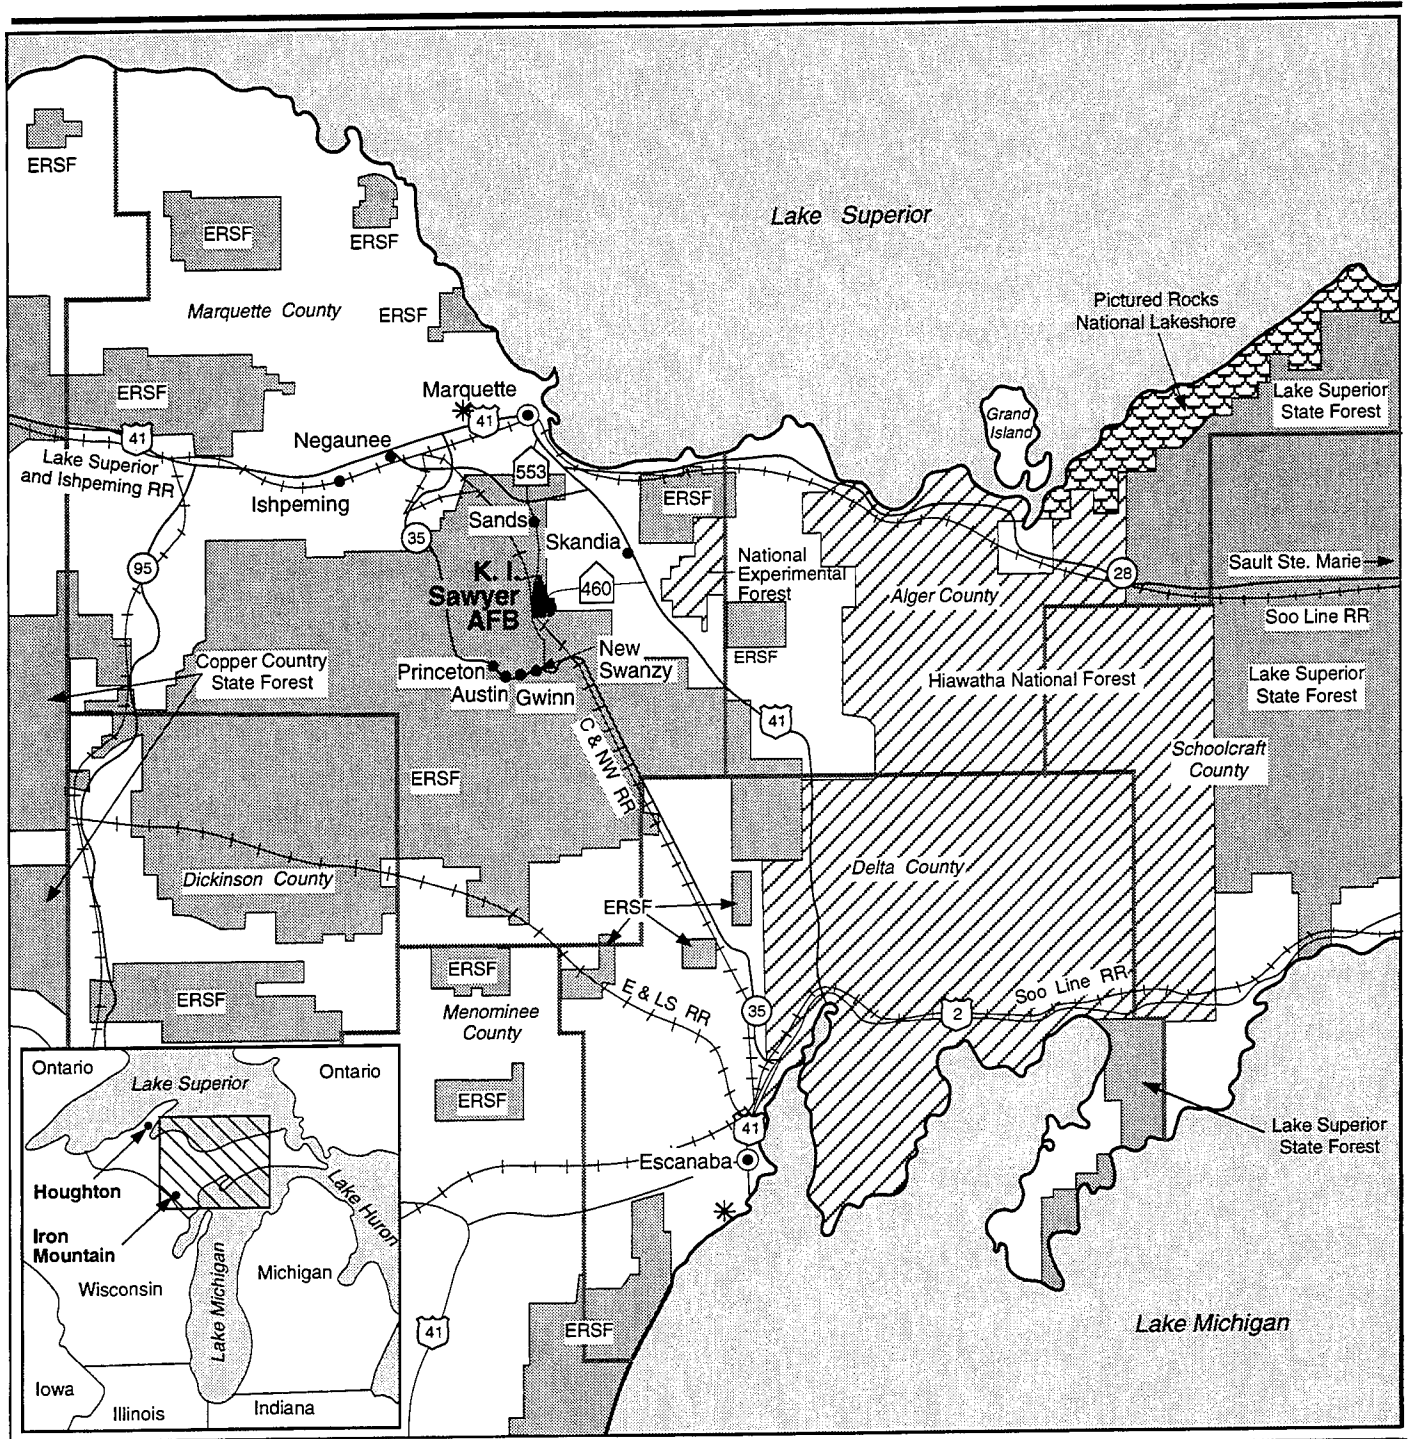 Lake Superior
ERSF
ERSF
ERSF
Marquette County
ERSF
Pictured Rocks
National Lakeshore
ERSF
Marquette
41
Grand
Island
Lake Superior
State Forest
41
Negaunee
Lake Superior
and Ishpeming RR
553
Ishpeming
ERSF
Sands
35
Skandia
95
K. I.
Sawyer
AFB
460
National
Experimental
Forest
Alger County
28
Sault Ste. Marie
Soo Line RR
ERSF
New
Swanzy
Copper Country
State Forest
Princeton
Austin
Gwinn
Hiawatha National Forest
Lake Superior
State Forest
41
C & NW RR
Schoolcraft
County
ERSF
Dickinson County
Delta County
ERSF
ERSF
ERSF
Menominee
County
E & LS RR
35
Soo Line RR
2
ERSF
41
Escanaba
Lake Superior
State Forest
ERSF
41
Lake Michigan
Ontario
Lake Superior
Ontario
Houghton
Iron
Mountain
Lake Huron
Wisconsin
Lake Michigan
Michigan
Iowa
Illinois
Indiana